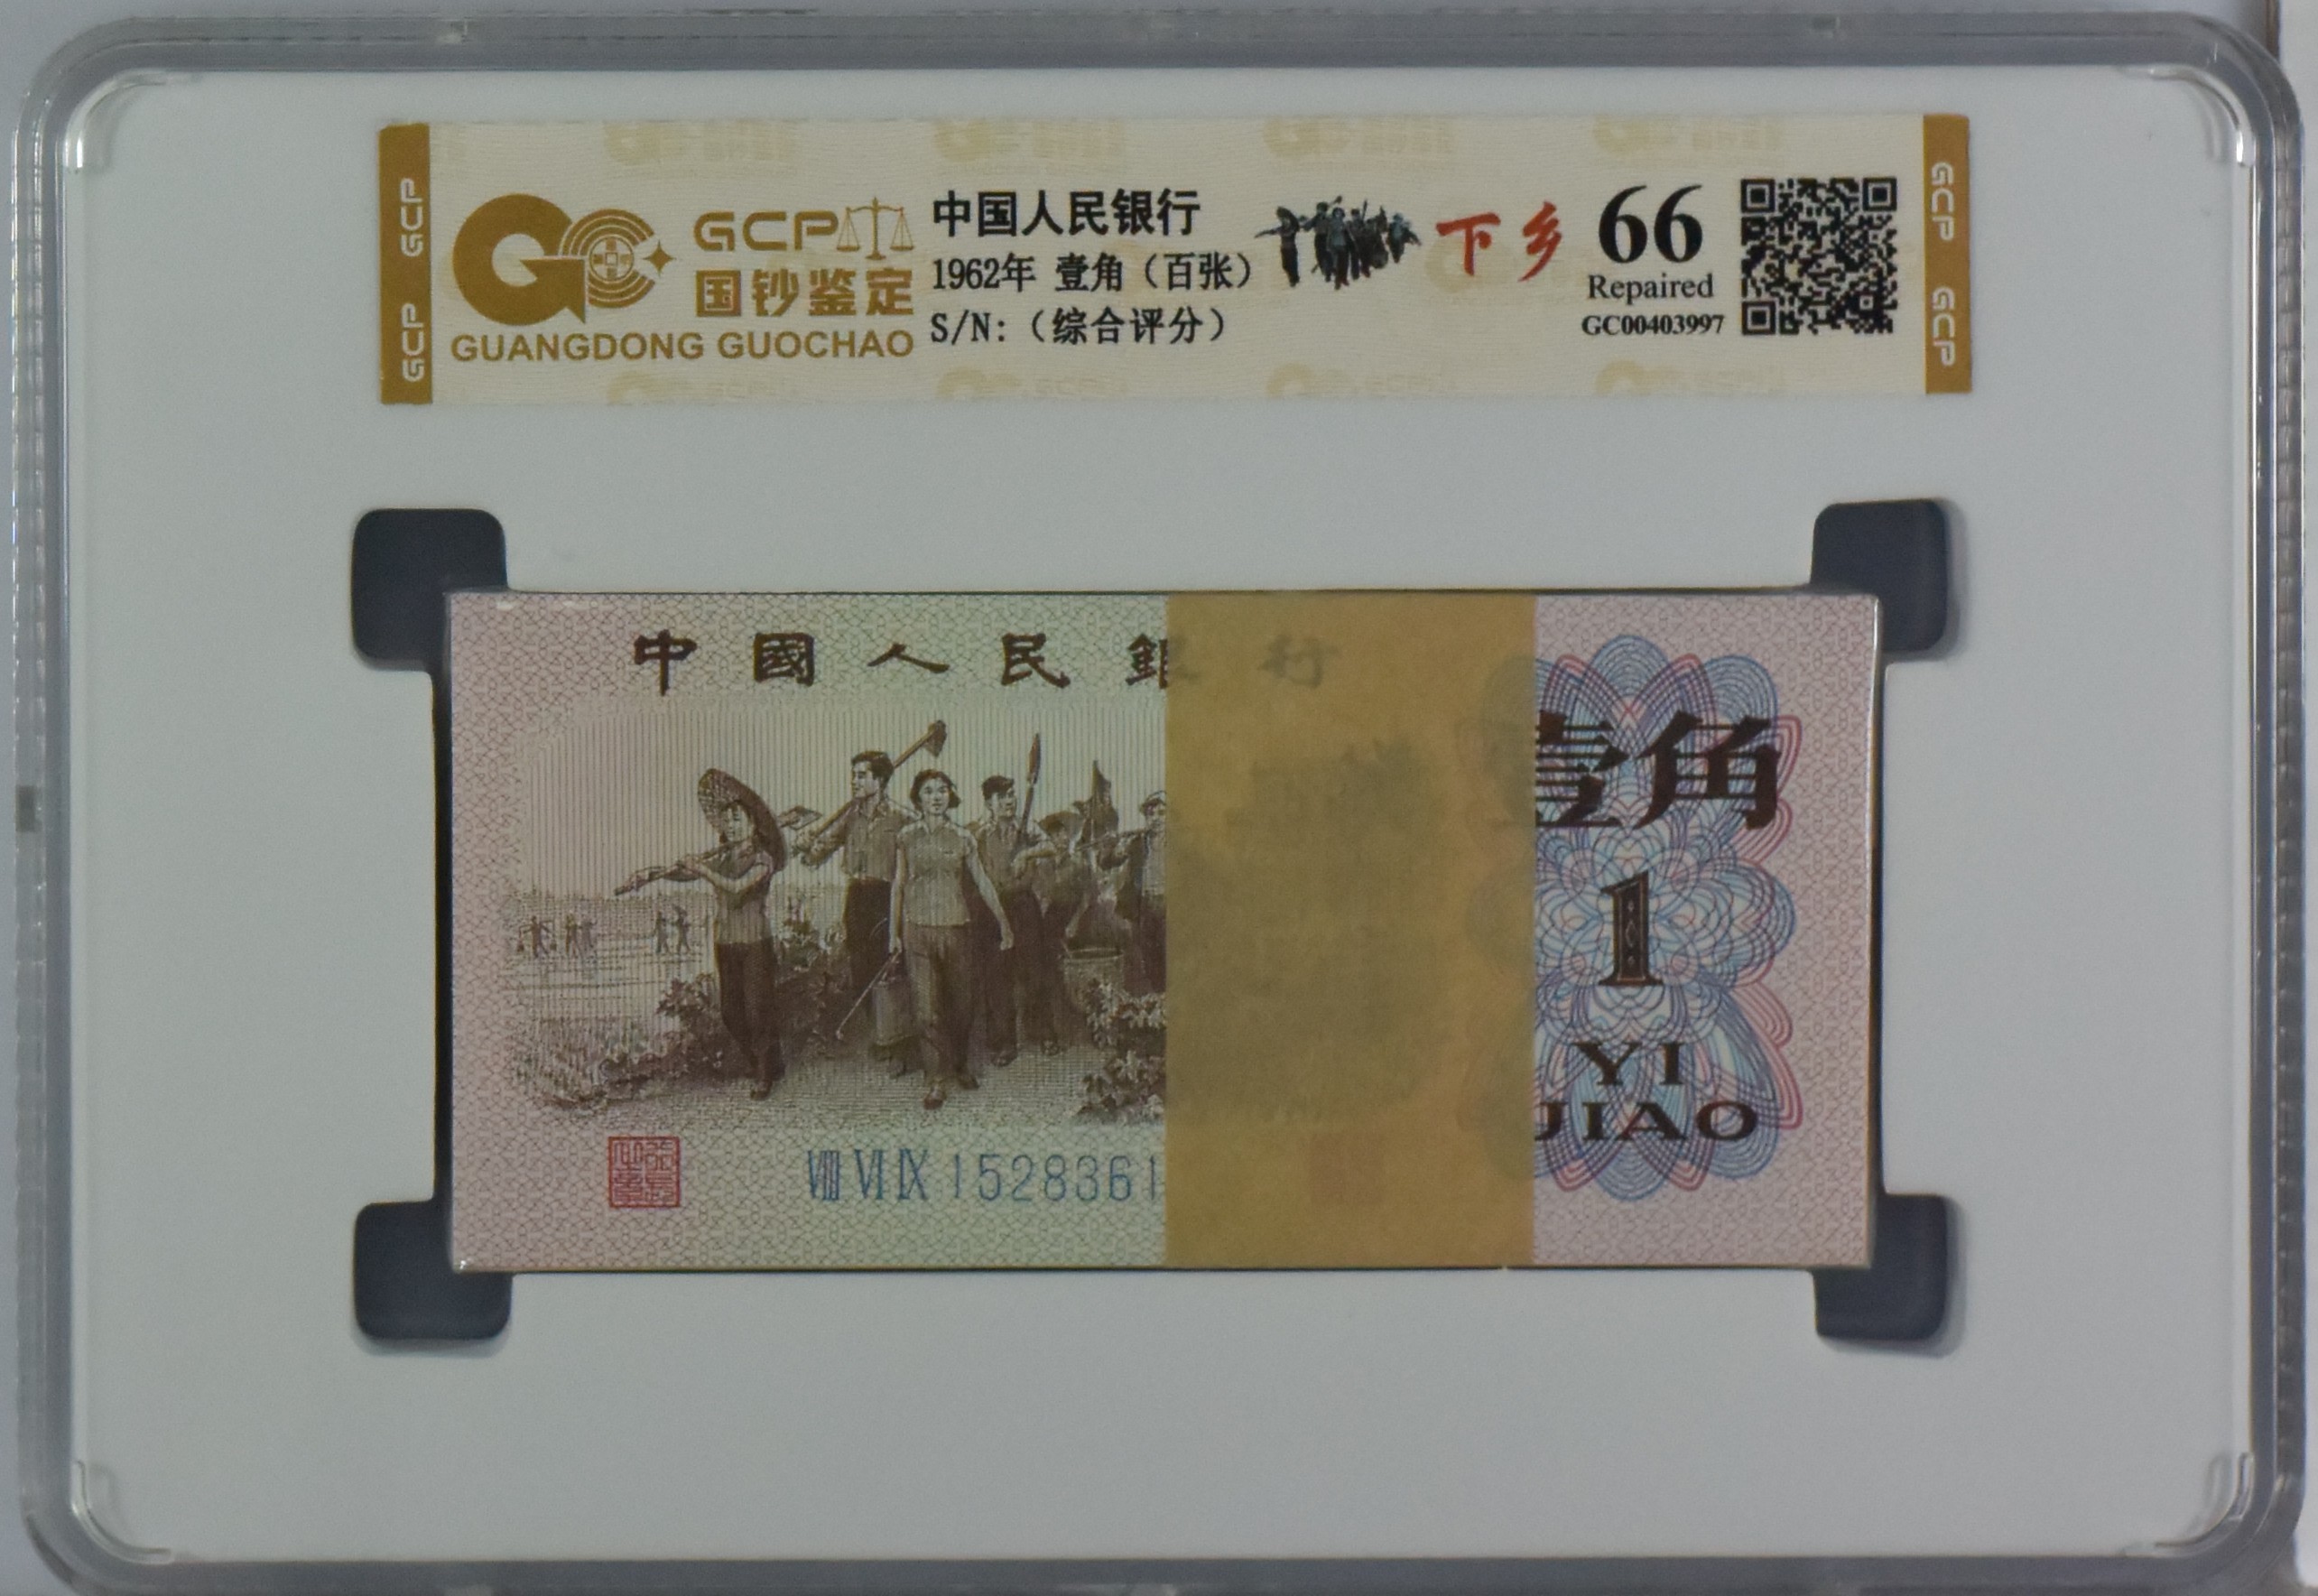 GCP GCP
GCP
国钞鉴定
GUANGDONG GUOCHAO
中国人民银行
1962年 壹角（百张）
S/N:（综合评分）
下乡
66
Repaired
GC00403997
GCP GCP
中國人民銀行
壹角
1
YI
JIAO
VIII VI IX 1528361